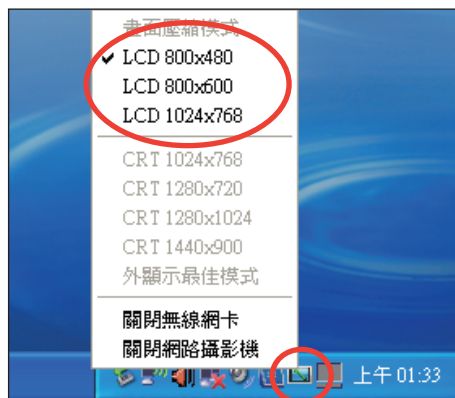 畫面壓縮模式
✓ LCD 800x480
LCD 800x600
LCD 1024x768
CRT 1024x768
CRT 1280x720
CRT 1280x1024
CRT 1440x900
外顯示最佳模式
關閉無線網卡
關閉網路攝影機
上午 01:33